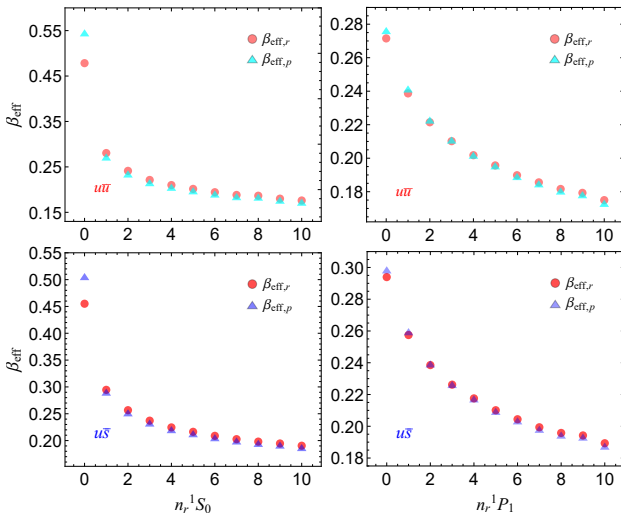 0.55
0.45
0.35
0.25
0.15
β_eff
β_eff,r
β_eff,p
uū
0 2 4 6 8 10
0.28
0.26
0.24
0.22
0.20
0.18
β_eff,r
β_eff,p
uū
0 2 4 6 8 10
0.55
0.50
0.45
0.40
0.35
0.30
0.25
0.20
β_eff
β_eff,r
β_eff,p
us̄
0 2 4 6 8 10
n_r ¹S₀
0.30
0.28
0.26
0.24
0.22
0.20
0.18
β_eff,r
β_eff,p
us̄
0 2 4 6 8 10
n_r ¹P₁